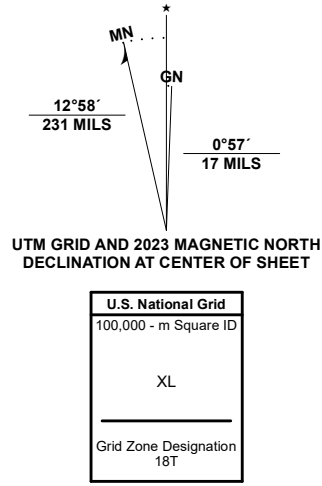 ★
MN
GN
12°58´
231 MILS
0°57´
17 MILS
UTM GRID AND 2023 MAGNETIC NORTH
DECLINATION AT CENTER OF SHEET
U.S. National Grid
100,000 - m Square ID
XL
Grid Zone Designation
18T